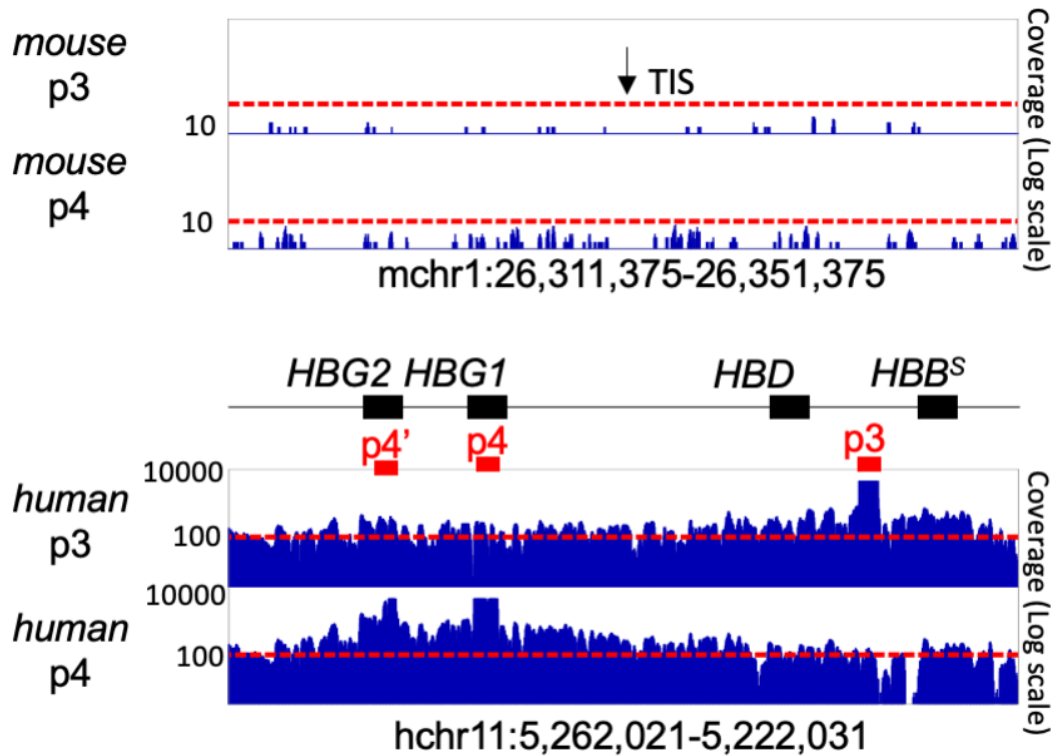 mouse
p3
TIS
10
mouse
p4
10
Coverage (Log scale)
mchr1:26,311,375-26,351,375
HBG2 HBG1 HBD HBBS
p4' p4 p3
human
p3
10000
100
human
p4
10000
100
Coverage (Log scale)
hchr11:5,262,021-5,222,031